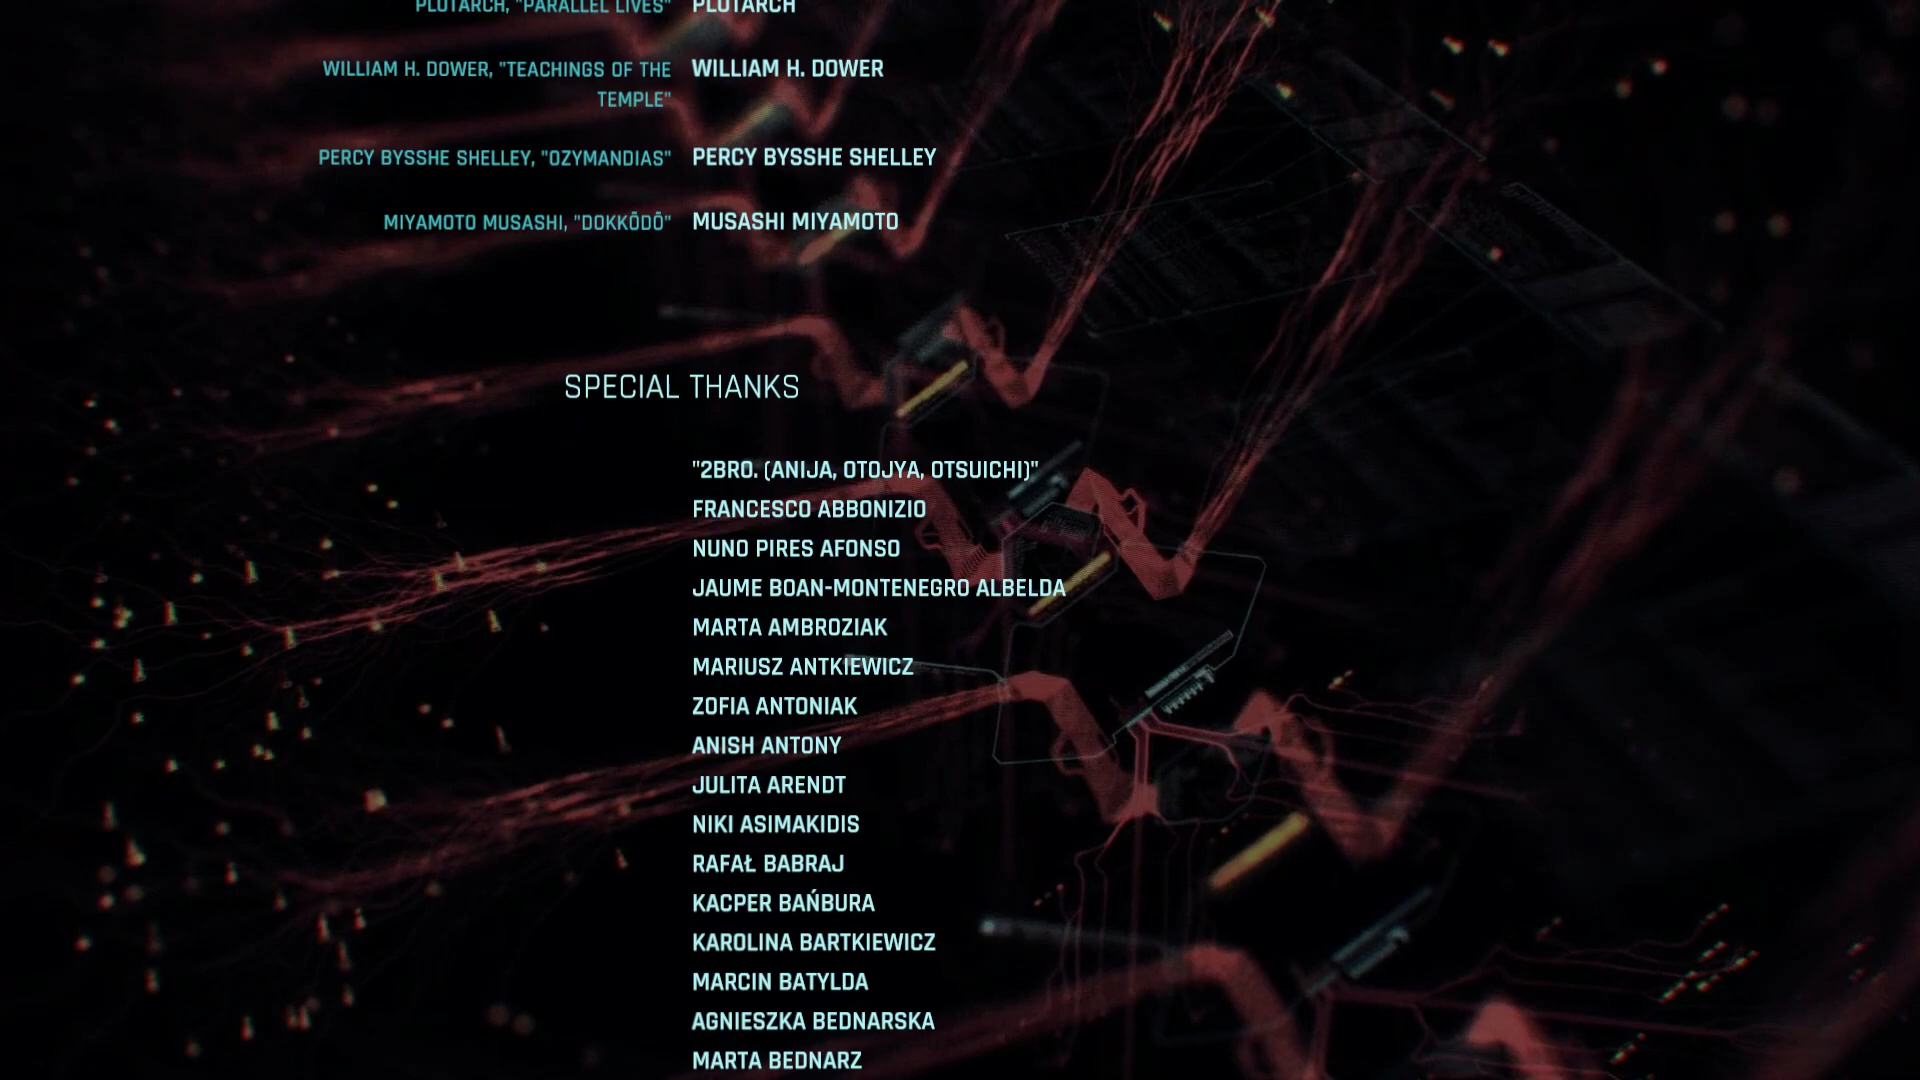 PLUTARCH, "PARALLEL LIVES" PLUTARCH
WILLIAM H. DOWER, "TEACHINGS OF THE WILLIAM H. DOWER
TEMPLE"
PERCY BYSSHE SHELLEY, "OZYMANDIAS" PERCY BYSSHE SHELLEY
MIYAMOTO MUSASHI, "DOKKŌDŌ" MUSASHI MIYAMOTO
SPECIAL THANKS
"2BRO. (ANIJA, OTOJYA, OTSUICHI)"
FRANCESCO ABBONIZIO
NUNO PIRES AFONSO
JAUME BOAN-MONTENEGRO ALBELDA
MARTA AMBROZIAK
MARIUSZ ANTKIEWICZ
ZOFIA ANTONIAK
ANISH ANTONY
JULITA ARENDT
NIKI ASIMAKIDIS
RAFAŁ BABRAJ
KACPER BAŃBURA
KAROLINA BARTKIEWICZ
MARCIN BATYLDA
AGNIESZKA BEDNARSKA
MARTA BEDNARZ